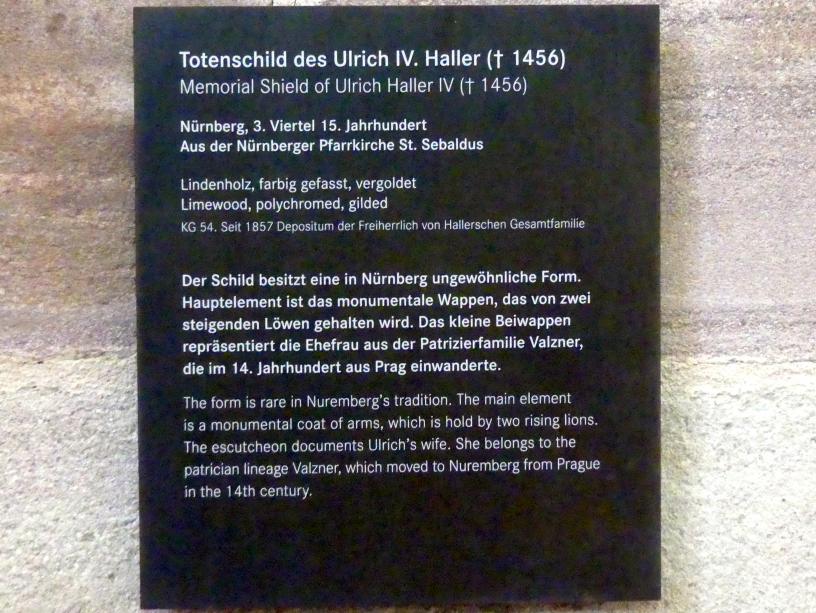 Totenschild des Ulrich IV. Haller († 1456)
Memorial Shield of Ulrich Haller IV († 1456)
Nürnberg, 3. Viertel 15. Jahrhundert
Aus der Nürnberger Pfarrkirche St. Sebaldus
Lindenholz, farbig gefasst, vergoldet
Limewood, polychromed, gilded
KG 54. Seit 1857 Depositum der Freiherrlich von Hallerschen Gesamtfamilie
Der Schild besitzt eine in Nürnberg ungewöhnliche Form.
Hauptelement ist das monumentale Wappen, das von zwei
steigenden Löwen gehalten wird. Das kleine Beiwappen
repräsentiert die Ehefrau aus der Patrizierfamilie Valzner,
die im 14. Jahrhundert aus Prag einwanderte.
The form is rare in Nuremberg's tradition. The main element
is a monumental coat of arms, which is hold by two rising lions.
The escutcheon documents Ulrich's wife. She belongs to the
patrician lineage Valzner, which moved to Nuremberg from Prague
in the 14th century.